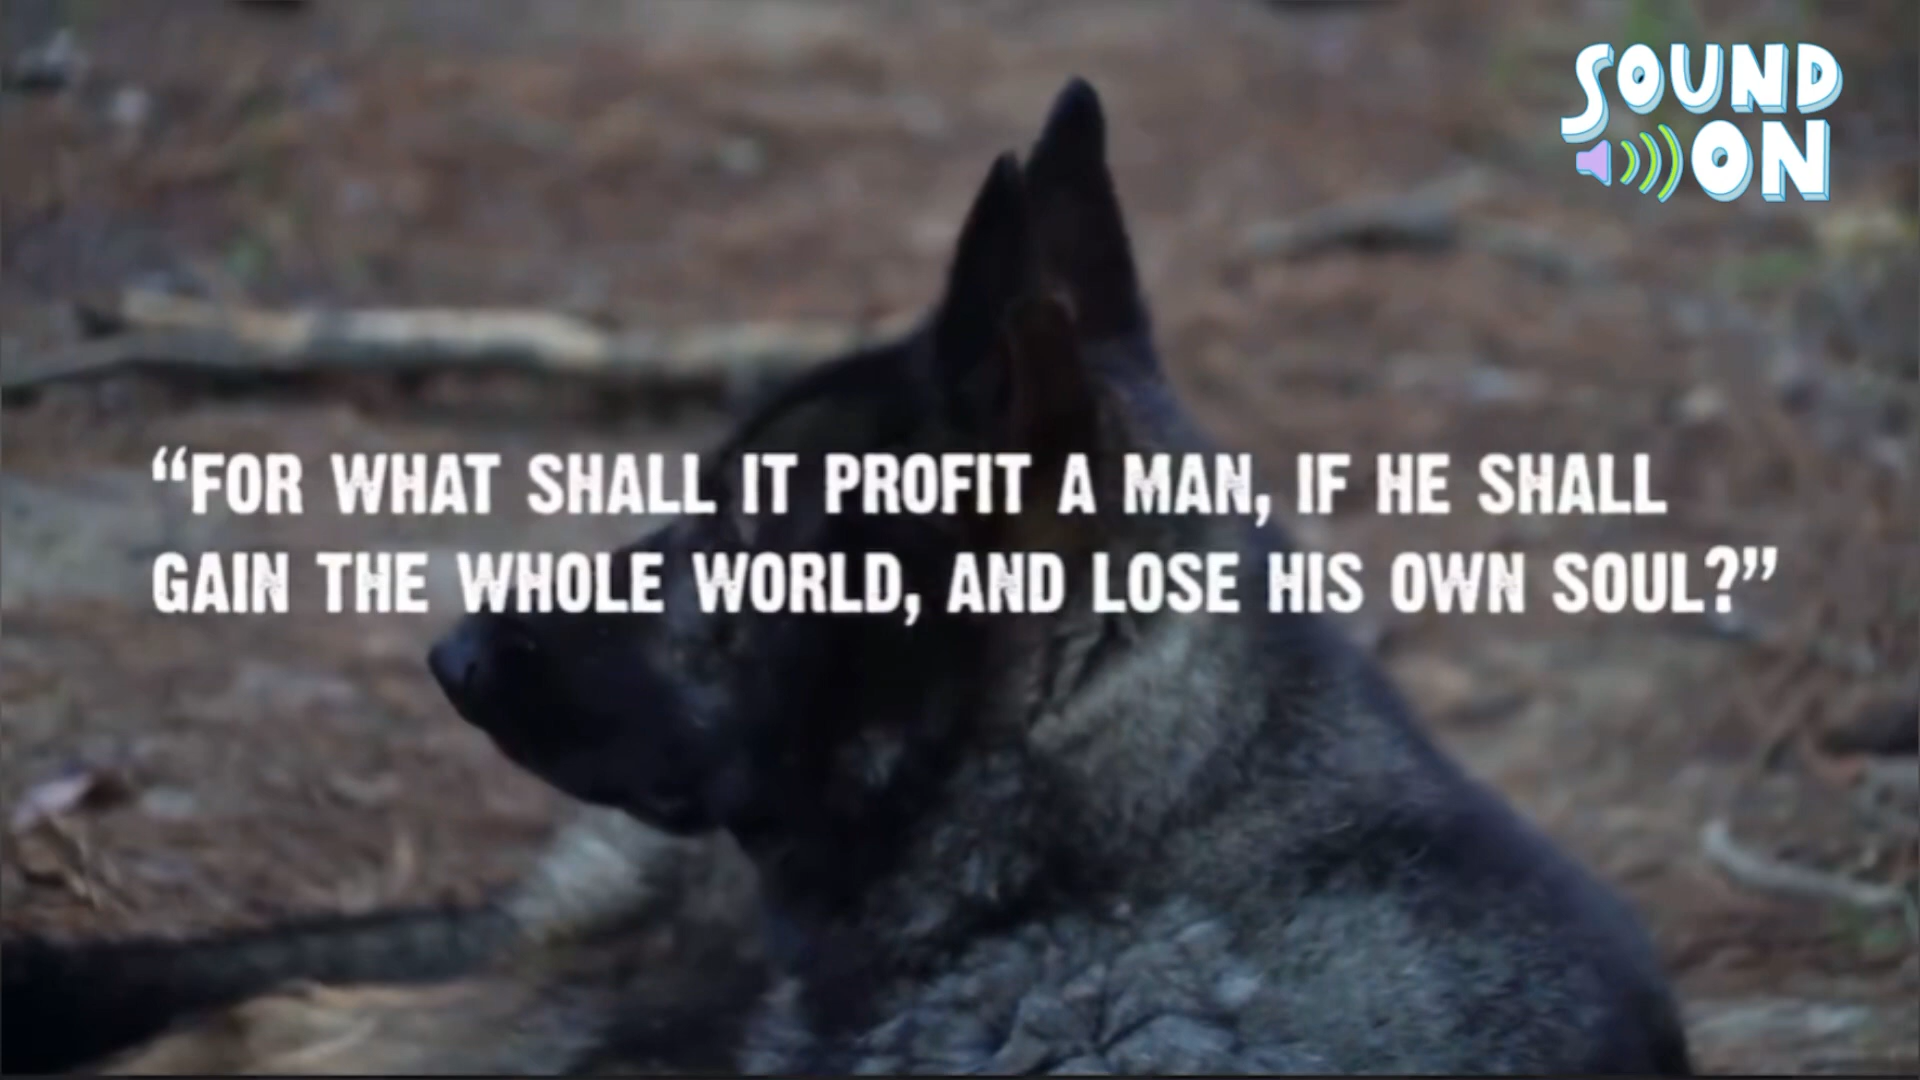 SOUND
ON
“FOR WHAT SHALL IT PROFIT A MAN, IF HE SHALL
GAIN THE WHOLE WORLD, AND LOSE HIS OWN SOUL?”